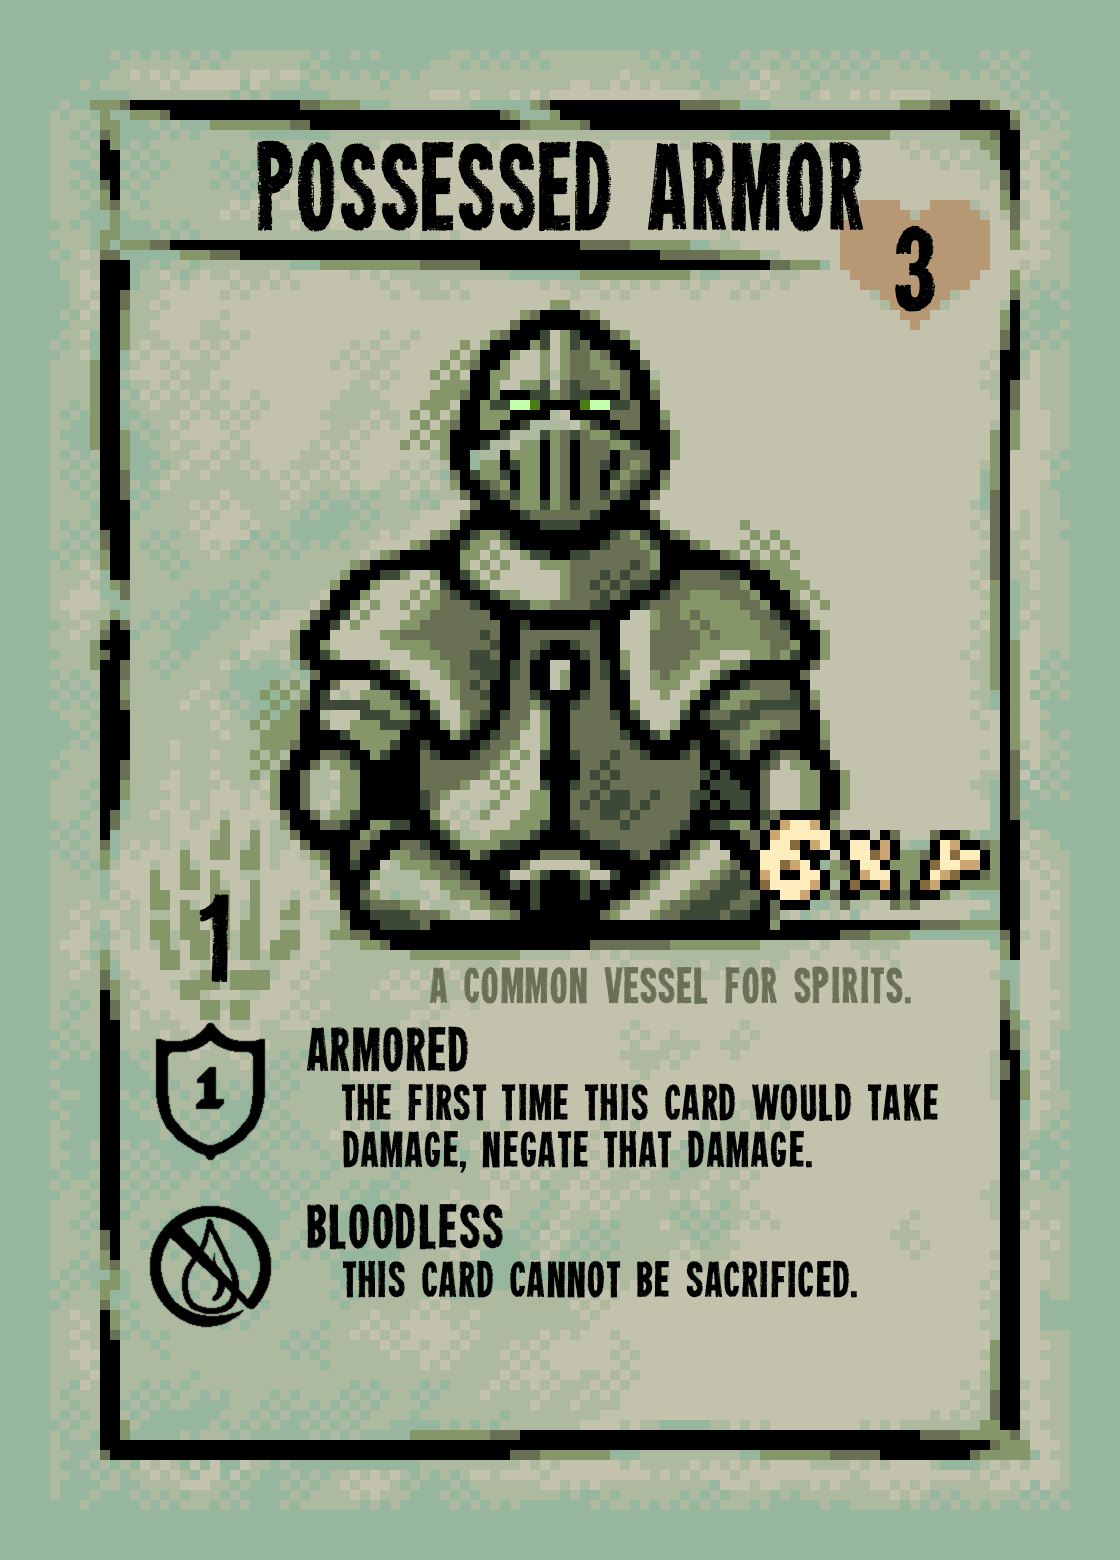 POSSESSED ARMOR
3
6X
1
A COMMON VESSEL FOR SPIRITS.
ARMORED
1
THE FIRST TIME THIS CARD WOULD TAKE
DAMAGE, NEGATE THAT DAMAGE.
BLOODLESS
THIS CARD CANNOT BE SACRIFICED.